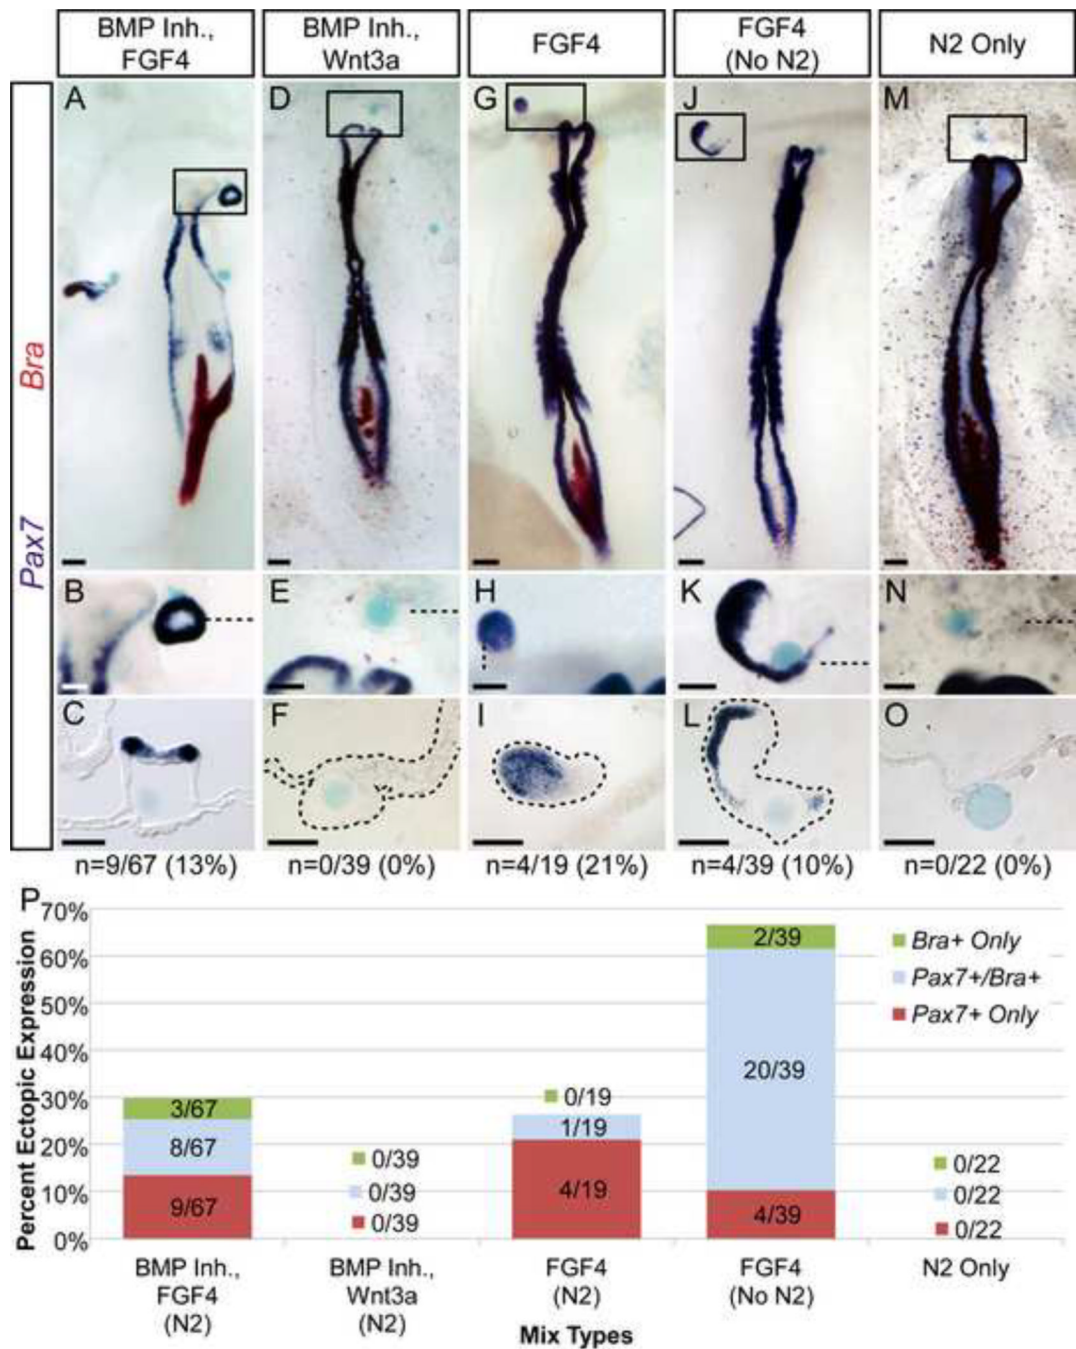 BMP Inh.,
FGF4
BMP Inh.,
Wnt3a
FGF4
FGF4
(No N2)
N2 Only
Pax7 Bra
A
D
G
J
M
B
E
H
K
N
C
F
I
L
O
n=9/67 (13%)
n=0/39 (0%)
n=4/19 (21%)
n=4/39 (10%)
n=0/22 (0%)
P
Percent Ectopic Expression
70%
60%
50%
40%
30%
20%
10%
0%
3/67
8/67
9/67
0/39
0/39
0/39
0/19
1/19
4/19
2/39
20/39
4/39
0/22
0/22
0/22
Bra+ Only
Pax7+/Bra+
Pax7+ Only
BMP Inh.,
FGF4
(N2)
BMP Inh.,
Wnt3a
(N2)
FGF4
(N2)
FGF4
(No N2)
N2 Only
Mix Types